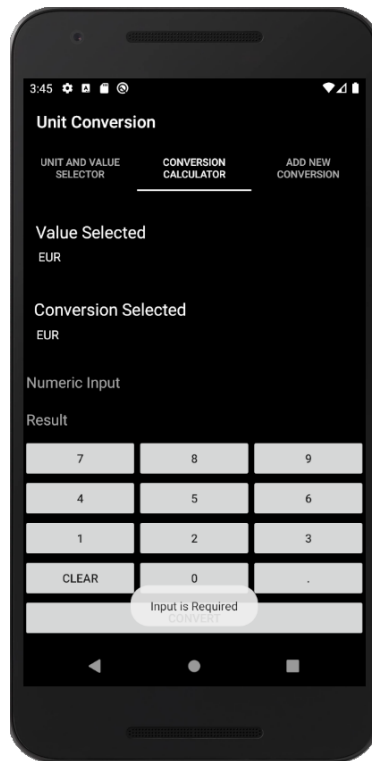 3:45
Unit Conversion
UNIT AND VALUE
SELECTOR
CONVERSION
CALCULATOR
ADD NEW
CONVERSION
Value Selected
EUR
Conversion Selected
EUR
Numeric Input
Result
7 8 9
4 5 6
1 2 3
CLEAR 0 .
Input is Required
CONVERT